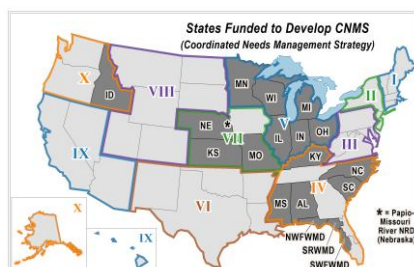 States Funded to Develop CNMS
(Coordinated Needs Management Strategy)
X
ID
VIII
MN
WI
MI
I
II
NE
*
VII
IL
V
IN
OH
III
IX
KS
MO
KY
NC
SC
IV
VI
MS
AL
X
IX
* = Papio-
Missouri
River NRD
(Nebraska)
NWFWMD
SRWMD
SWFWMD